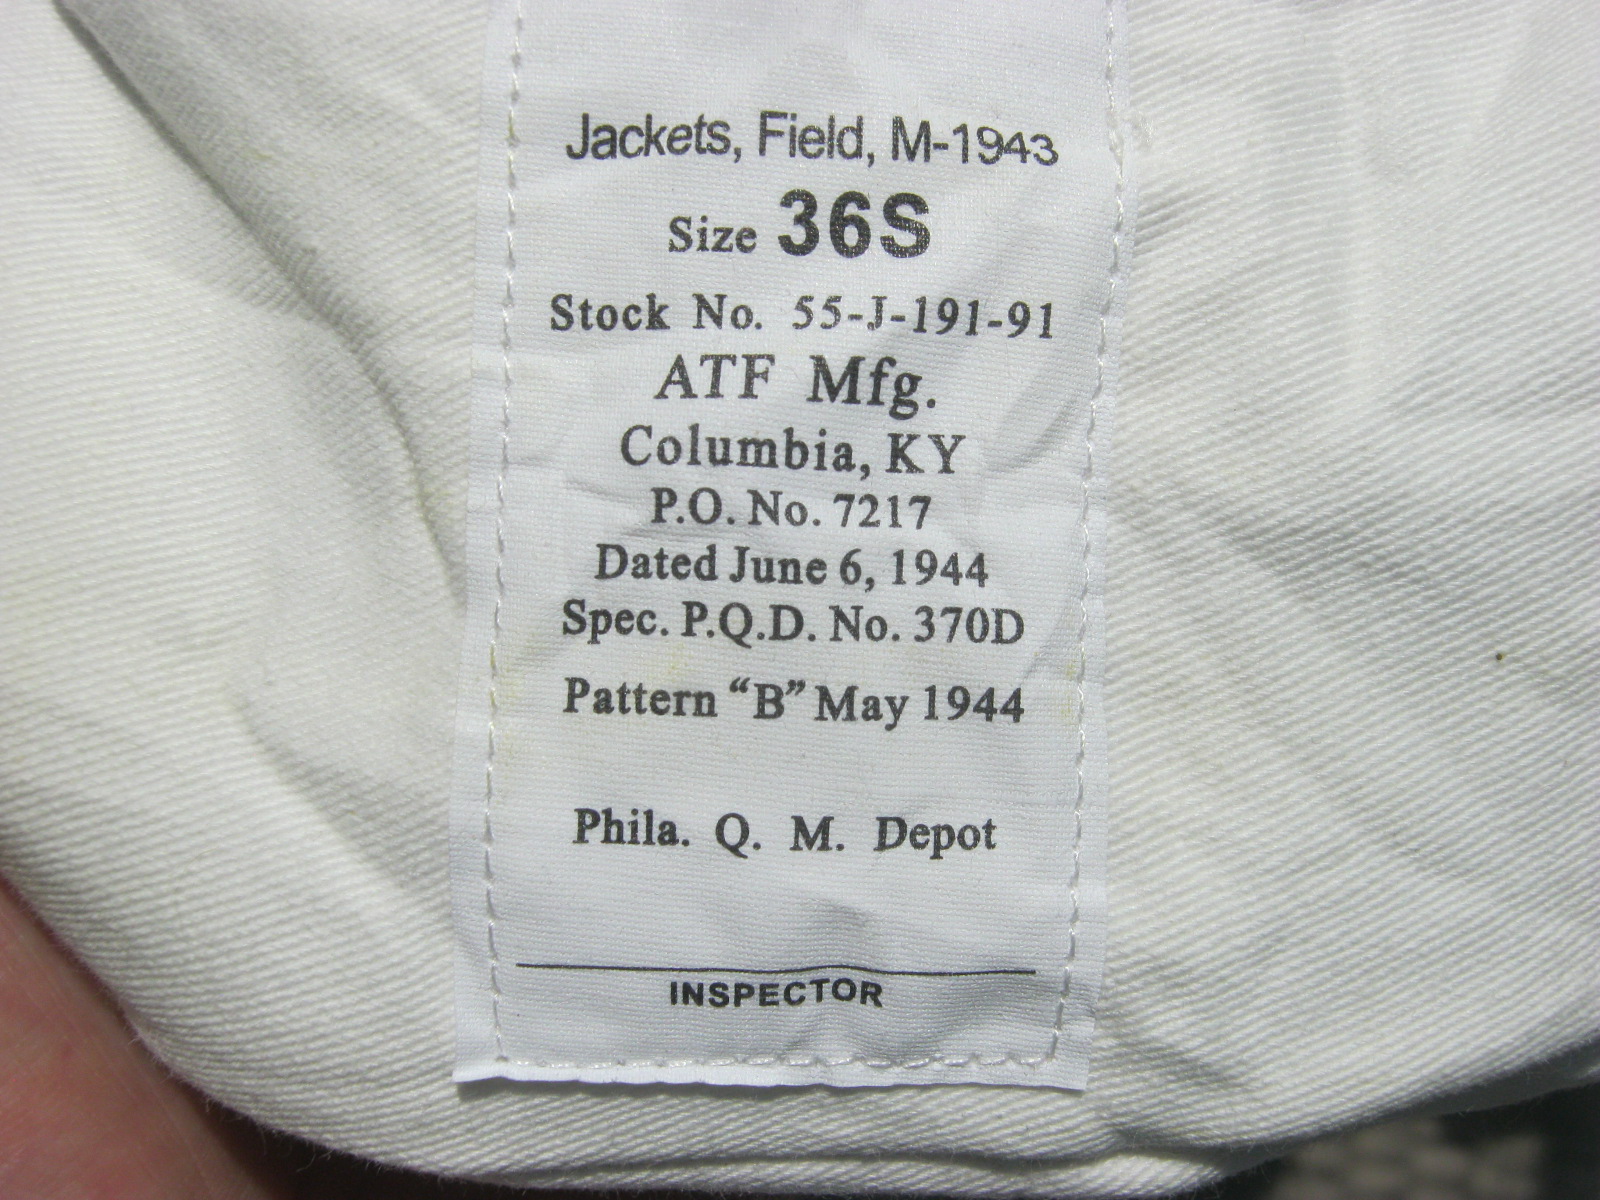 Jackets, Field, M-1943
Size 36S
Stock No. 55-J-191-91
ATF Mfg.
Columbia, KY
P.O. No. 7217
Dated June 6, 1944
Spec. P.Q.D. No. 370D
Pattern “B” May 1944
Phila. Q. M. Depot
INSPECTOR